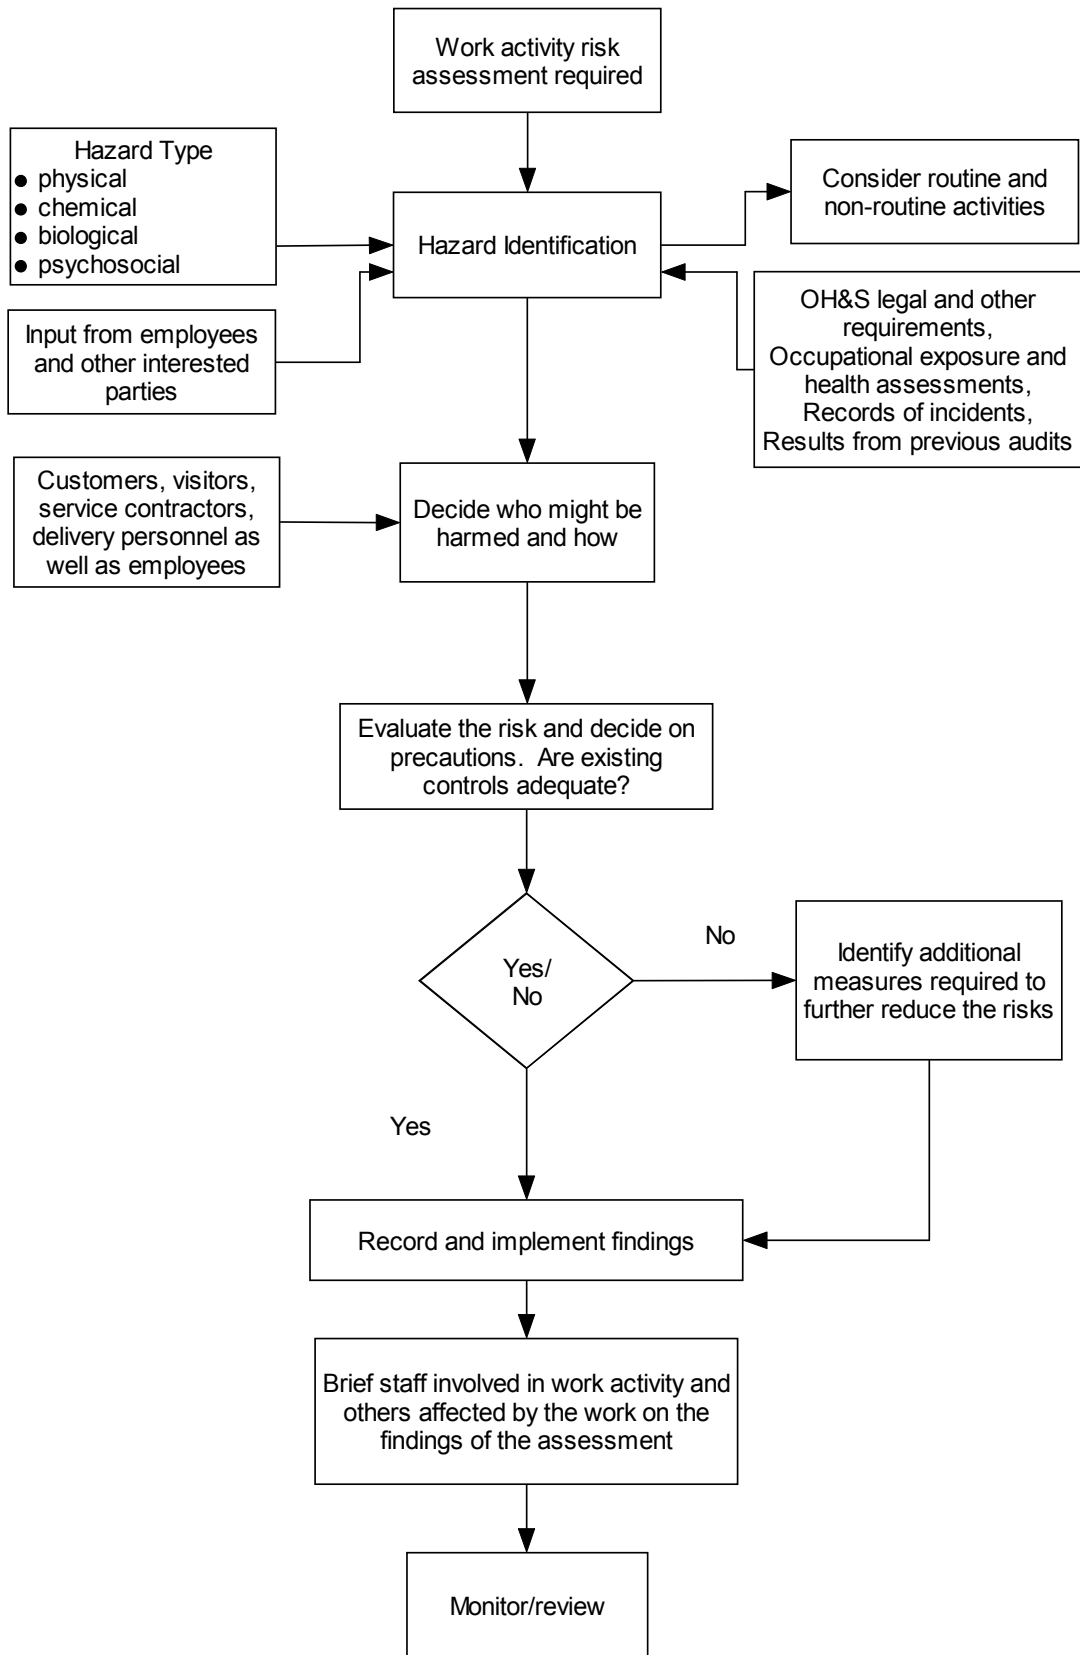 Work activity risk
assessment required
Hazard Type
● physical
● chemical
● biological
● psychosocial
Consider routine and
non-routine activities
Hazard Identification
Input from employees
and other interested
parties
OH&S legal and other
requirements,
Occupational exposure and
health assessments,
Records of incidents,
Results from previous audits
Customers, visitors,
service contractors,
delivery personnel as
well as employees
Decide who might be
harmed and how
Evaluate the risk and decide on
precautions.  Are existing
controls adequate?
Yes/
No
No
Identify additional
measures required to
further reduce the risks
Yes
Record and implement findings
Brief staff involved in work activity and
others affected by the work on the
findings of the assessment
Monitor/review